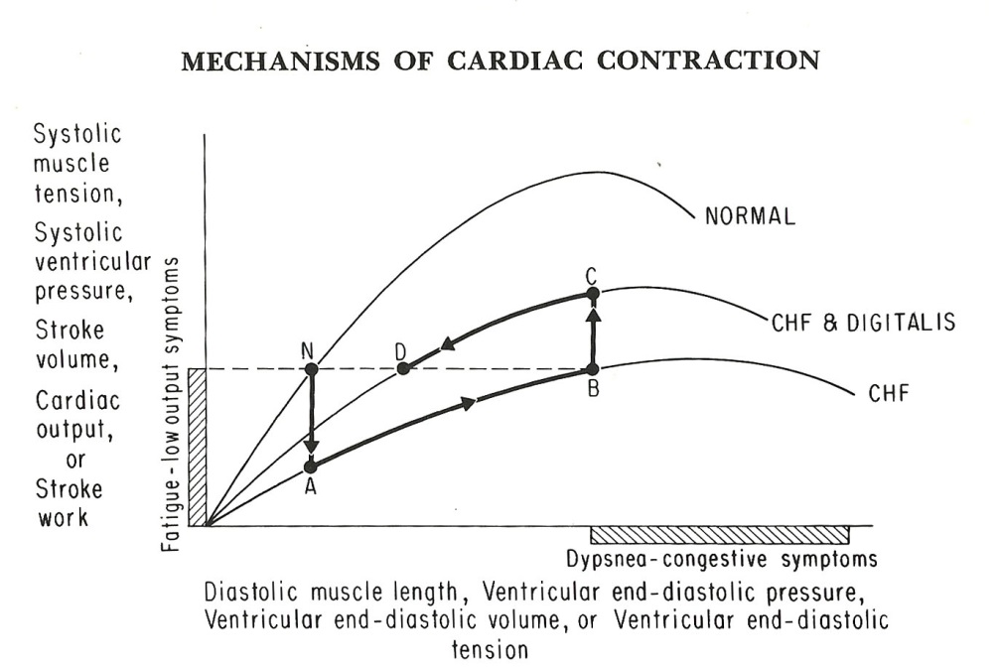 MECHANISMS OF CARDIAC CONTRACTION
Systolic
muscle
tension,
Systolic
ventricular
pressure,
Stroke
volume,
Cardiac
output,
or
Stroke
work
Fatigue - low output symptoms
NORMAL
C
CHF & DIGITALIS
N
D
B
CHF
A
Dypsnea-congestive symptoms
Diastolic muscle length, Ventricular end-diastolic pressure,
Ventricular end-diastolic volume, or Ventricular end-diastolic
tension